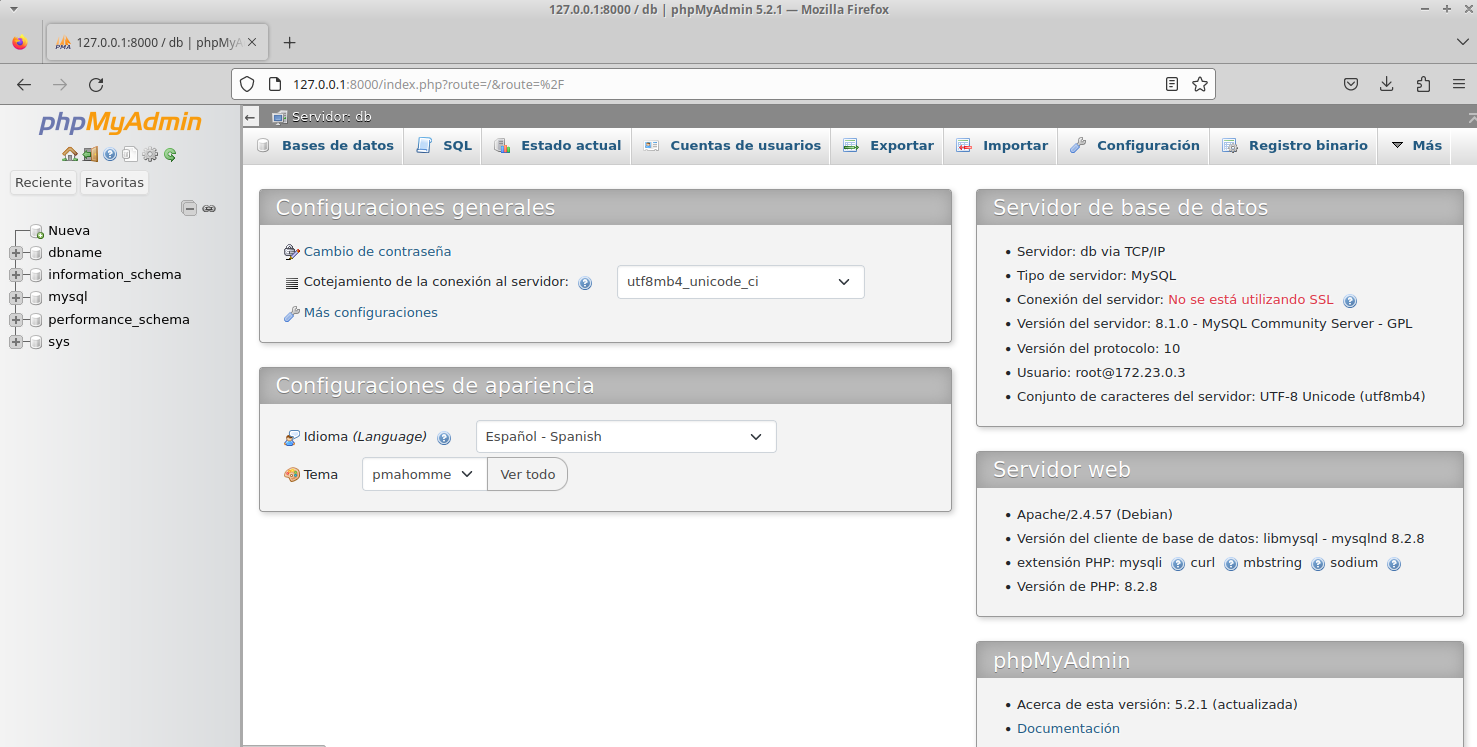 127.0.0.1:8000 / db | phpMyAdmin 5.2.1 — Mozilla Firefox
PMA 127.0.0.1:8000 / db | phpMyA
127.0.0.1:8000/index.php?route=/&route=%2F
phpMyAdmin
Reciente Favoritas
Nueva
dbname
information_schema
mysql
performance_schema
sys
Servidor: db
Bases de datos SQL Estado actual Cuentas de usuarios Exportar Importar Configuración Registro binario Más
Configuraciones generales
Cambio de contraseña
Cotejamiento de la conexión al servidor: utf8mb4_unicode_ci
Más configuraciones
Configuraciones de apariencia
Idioma (Language) Español - Spanish
Tema pmahomme Ver todo
Servidor de base de datos
• Servidor: db via TCP/IP
• Tipo de servidor: MySQL
• Conexión del servidor: No se está utilizando SSL
• Versión del servidor: 8.1.0 - MySQL Community Server - GPL
• Versión del protocolo: 10
• Usuario: root@172.23.0.3
• Conjunto de caracteres del servidor: UTF-8 Unicode (utf8mb4)
Servidor web
• Apache/2.4.57 (Debian)
• Versión del cliente de base de datos: libmysql - mysqlnd 8.2.8
• extensión PHP: mysqli curl mbstring sodium
• Versión de PHP: 8.2.8
phpMyAdmin
• Acerca de esta versión: 5.2.1 (actualizada)
• Documentación